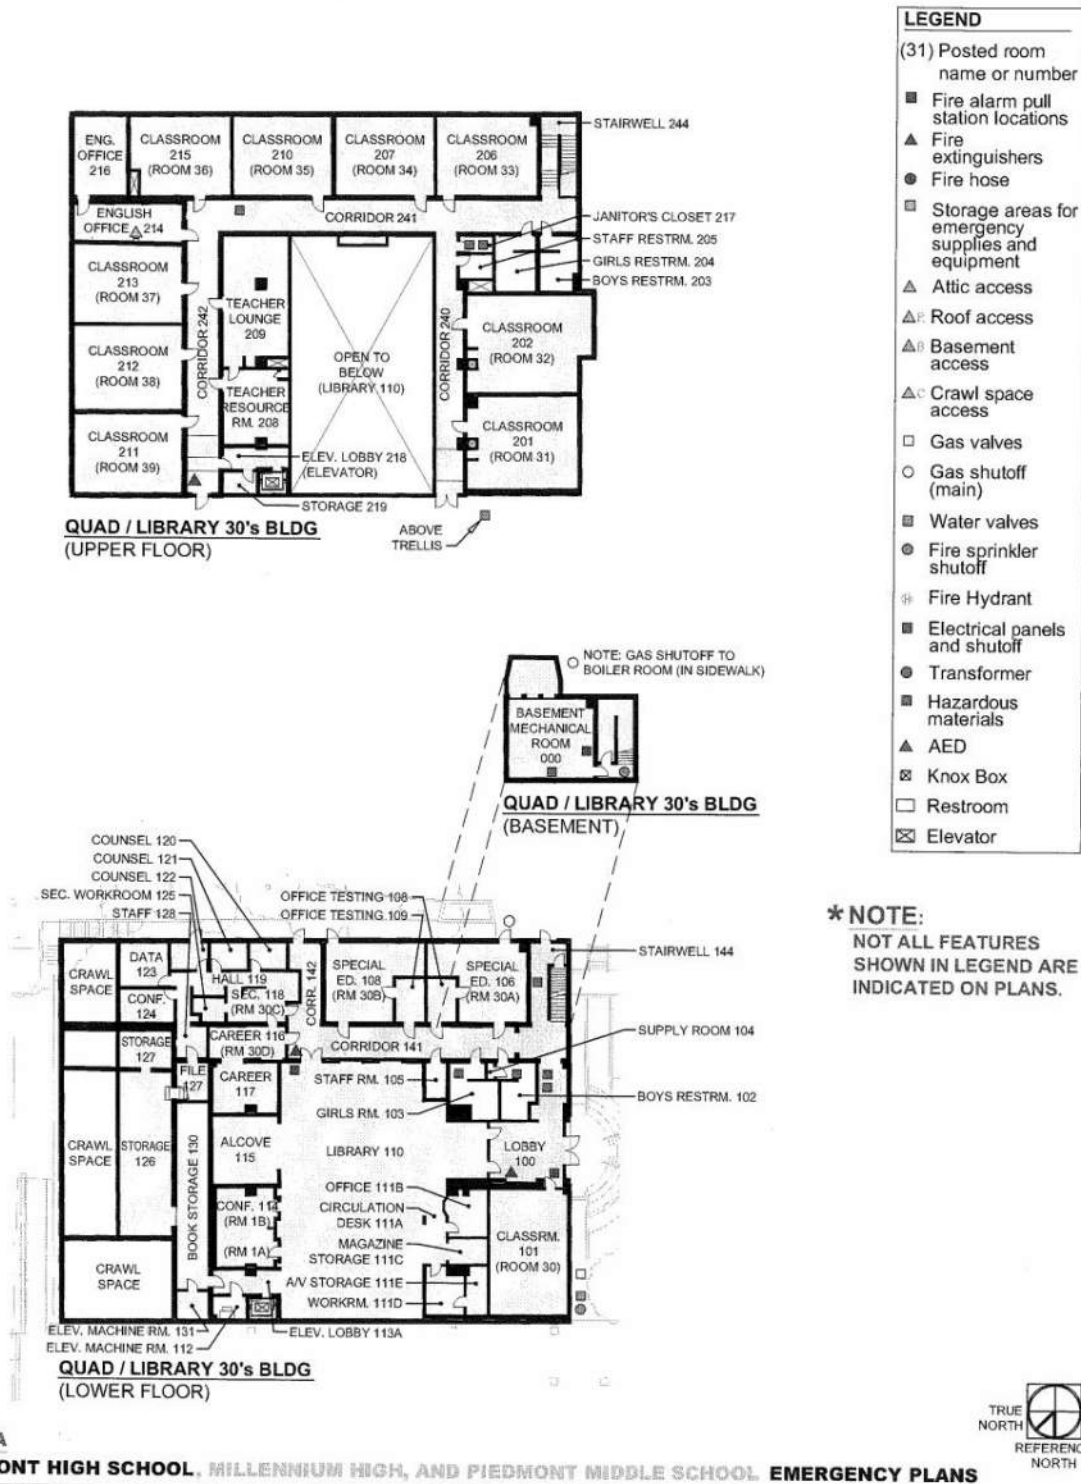 LEGEND
(31) Posted room
name or number
Fire alarm pull
station locations
Fire
extinguishers
Fire hose
Storage areas for
emergency
supplies and
equipment
Attic access
Roof access
Basement
access
Crawl space
access
Gas valves
Gas shutoff
(main)
Water valves
Fire sprinkler
shutoff
Fire Hydrant
Electrical panels
and shutoff
Transformer
Hazardous
materials
AED
Knox Box
Restroom
Elevator
ENG.
OFFICE
216
CLASSROOM
215
(ROOM 36)
CLASSROOM
210
(ROOM 35)
CLASSROOM
207
(ROOM 34)
CLASSROOM
206
(ROOM 33)
STAIRWELL 244
ENGLISH
OFFICE 214
CORRIDOR 241
JANITOR'S CLOSET 217
STAFF RESTRM. 205
GIRLS RESTRM. 204
BOYS RESTRM. 203
CLASSROOM
213
(ROOM 37)
CORRIDOR 242
TEACHER
LOUNGE
209
OPEN TO
BELOW
(LIBRARY 110)
CORRIDOR 240
CLASSROOM
202
(ROOM 32)
CLASSROOM
212
(ROOM 38)
TEACHER
RESOURCE
RM. 208
CLASSROOM
211
(ROOM 39)
CLASSROOM
201
(ROOM 31)
ELEV. LOBBY 218
(ELEVATOR)
STORAGE 219
QUAD / LIBRARY 30's BLDG
(UPPER FLOOR)
ABOVE
TRELLIS
NOTE: GAS SHUTOFF TO
BOILER ROOM (IN SIDEWALK)
BASEMENT
MECHANICAL
ROOM
000
QUAD / LIBRARY 30's BLDG
(BASEMENT)
COUNSEL 120
COUNSEL 121
COUNSEL 122
SEC. WORKROOM 125
STAFF 128
OFFICE TESTING 108
OFFICE TESTING 109
* NOTE:
NOT ALL FEATURES
SHOWN IN LEGEND ARE
INDICATED ON PLANS.
CRAWL
SPACE
DATA
123
CONF.
124
HALL 119
SEC. 118
(RM 30C)
CORR. 142
SPECIAL
ED. 108
(RM 30B)
SPECIAL
ED. 106
(RM 30A)
STAIRWELL 144
STORAGE
127
CAREER 116
(RM 30D)
CORRIDOR 141
SUPPLY ROOM 104
FILE
127
CAREER
117
STAFF RM. 105
GIRLS RM. 103
BOYS RESTRM. 102
CRAWL
SPACE
STORAGE
126
BOOK STORAGE 130
ALCOVE
115
LIBRARY 110
LOBBY
100
CONF. 114
(RM 1B)
(RM 1A)
OFFICE 111B
CIRCULATION
DESK 111A
MAGAZINE
STORAGE 111C
A/V STORAGE 111E
WORKRM. 111D
CLASSRM.
101
(ROOM 30)
CRAWL
SPACE
ELEV. MACHINE RM. 131
ELEV. MACHINE RM. 112
ELEV. LOBBY 113A
QUAD / LIBRARY 30's BLDG
(LOWER FLOOR)
TRUE
NORTH
REFERENC
NORTH
A
ONT HIGH SCHOOL, MILLENNIUM HIGH, AND PIEDMONT MIDDLE SCHOOL EMERGENCY PLANS